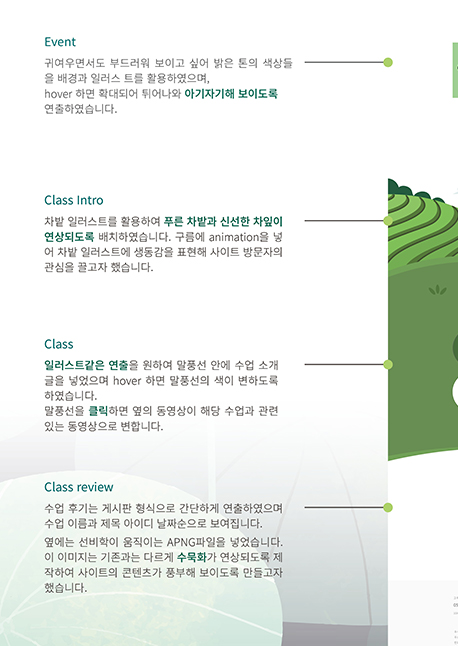 Event
귀여우면서도 부드러워 보이고 싶어 밝은 톤의 색상들
을 배경과 일러스 트를 활용하였으며,
hover 하면 확대되어 튀어나와 아기자기해 보이도록
연출하였습니다.
Class Intro
차밭 일러스트를 활용하여 푸른 차밭과 신선한 차잎이
연상되도록 배치하였습니다. 구름에 animation을 넣
어 차밭 일러스트에 생동감을 표현해 사이트 방문자의
관심을 끌고자 했습니다.
Class
일러스트같은 연출을 원하여 말풍선 안에 수업 소개
글을 넣었으며 hover 하면 말풍선의 색이 변하도록
하였습니다.
말풍선을 클릭하면 옆의 동영상이 해당 수업과 관련
있는 동영상으로 변합니다.
Class review
수업 후기는 게시판 형식으로 간단하게 연출하였으며
수업 이름과 제목 아이디 날짜순으로 보여집니다.
옆에는 선비학이 움직이는 APNG파일을 넣었습니다.
이 이미지는 기존과는 다르게 수묵화가 연상되도록 제
작하여 사이트의 콘텐츠가 풍부해 보이도록 만들고자
했습니다.